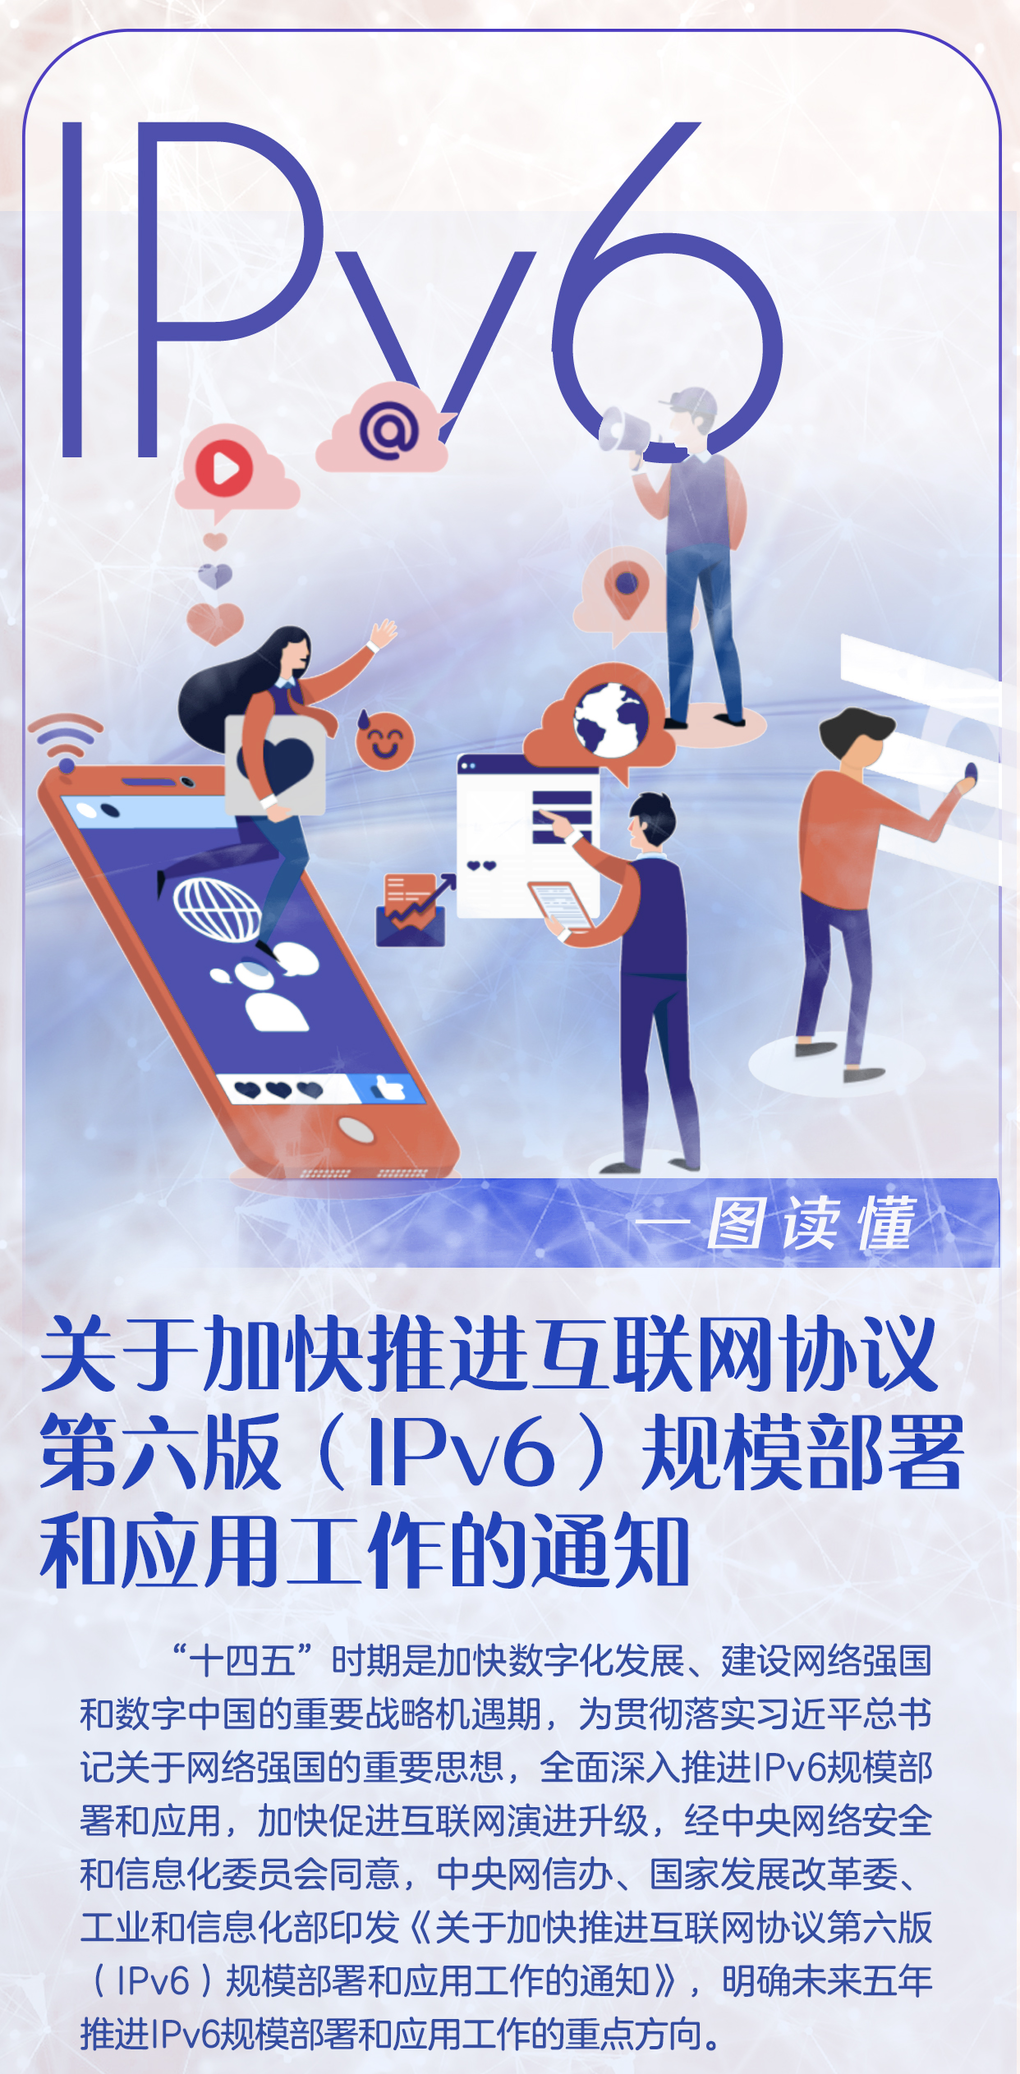 IPv6
@
一图读懂
关于加快推进互联网协议
第六版（IPv6）规模部署
和应用工作的通知
“十四五”时期是加快数字化发展、建设网络强国
和数字中国的重要战略机遇期，为贯彻落实习近平总书
记关于网络强国的重要思想，全面深入推进IPv6规模部
署和应用，加快促进互联网演进升级，经中央网络安全
和信息化委员会同意，中央网信办、国家发展改革委、
工业和信息化部印发《关于加快推进互联网协议第六版
（IPv6）规模部署和应用工作的通知》，明确未来五年
推进IPv6规模部署和应用工作的重点方向。